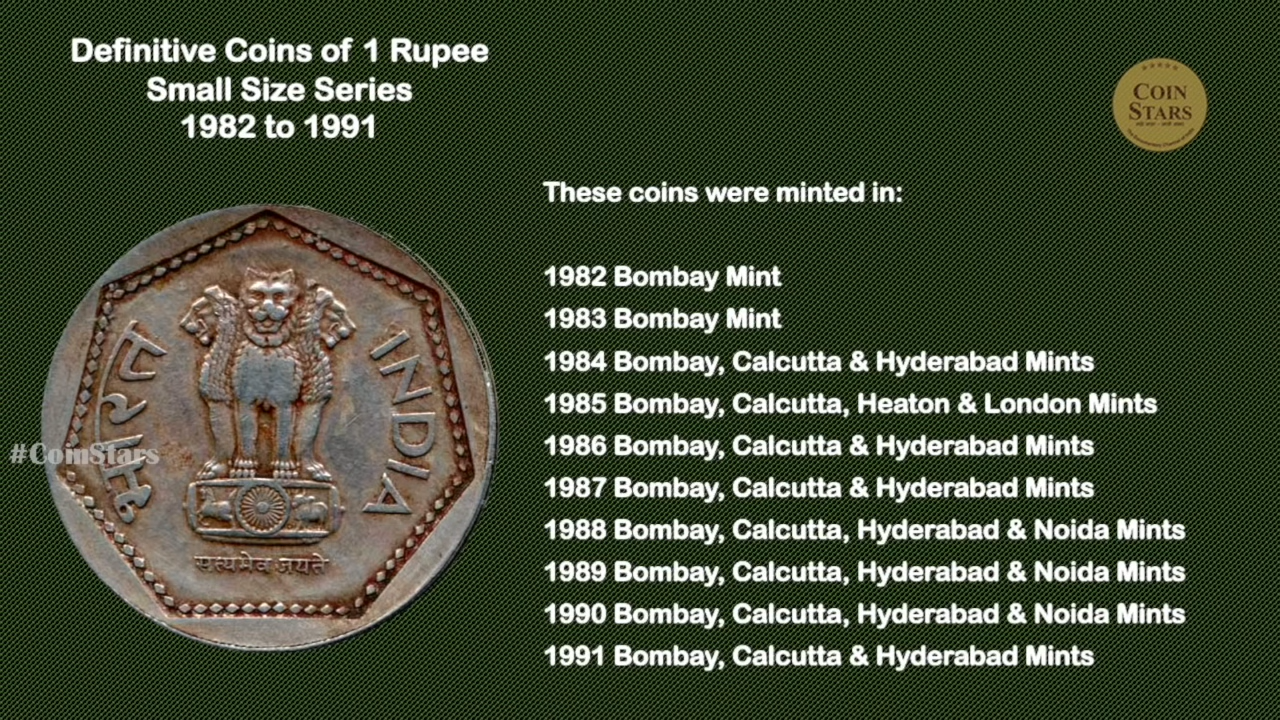 Definitive Coins of 1 Rupee
Small Size Series
1982 to 1991
COIN
STARS
These coins were minted in:
1982 Bombay Mint
1983 Bombay Mint
1984 Bombay, Calcutta & Hyderabad Mints
1985 Bombay, Calcutta, Heaton & London Mints
1986 Bombay, Calcutta & Hyderabad Mints
1987 Bombay, Calcutta & Hyderabad Mints
1988 Bombay, Calcutta, Hyderabad & Noida Mints
1989 Bombay, Calcutta, Hyderabad & Noida Mints
1990 Bombay, Calcutta, Hyderabad & Noida Mints
1991 Bombay, Calcutta & Hyderabad Mints
भारत
INDIA
#CoinStars
सत्यमेव जयते